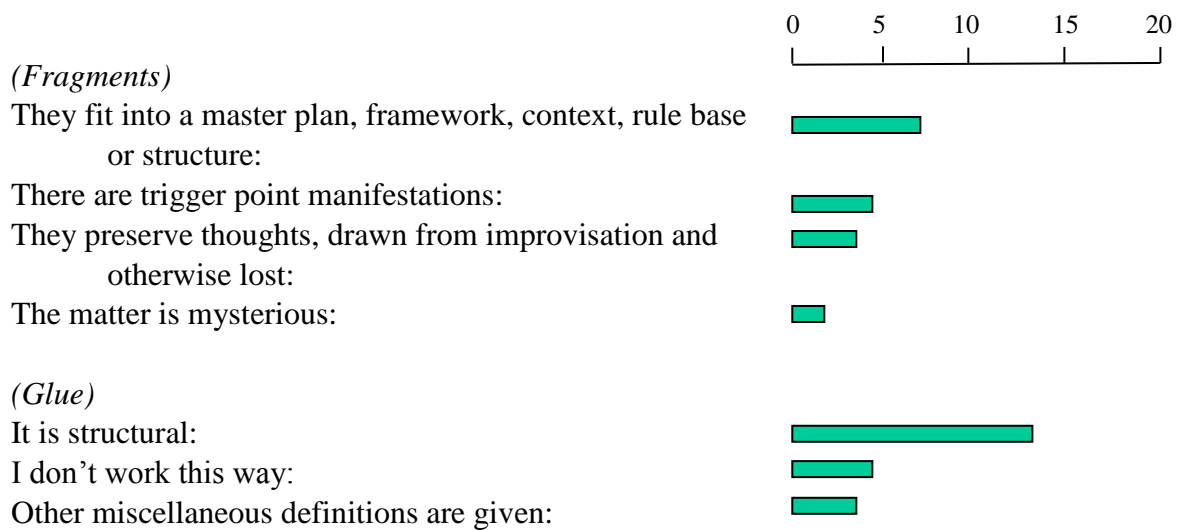 0 5 10 15 20
(Fragments)
They fit into a master plan, framework, context, rule base
or structure:
There are trigger point manifestations:
They preserve thoughts, drawn from improvisation and
otherwise lost:
The matter is mysterious:
(Glue)
It is structural:
I don’t work this way:
Other miscellaneous definitions are given: